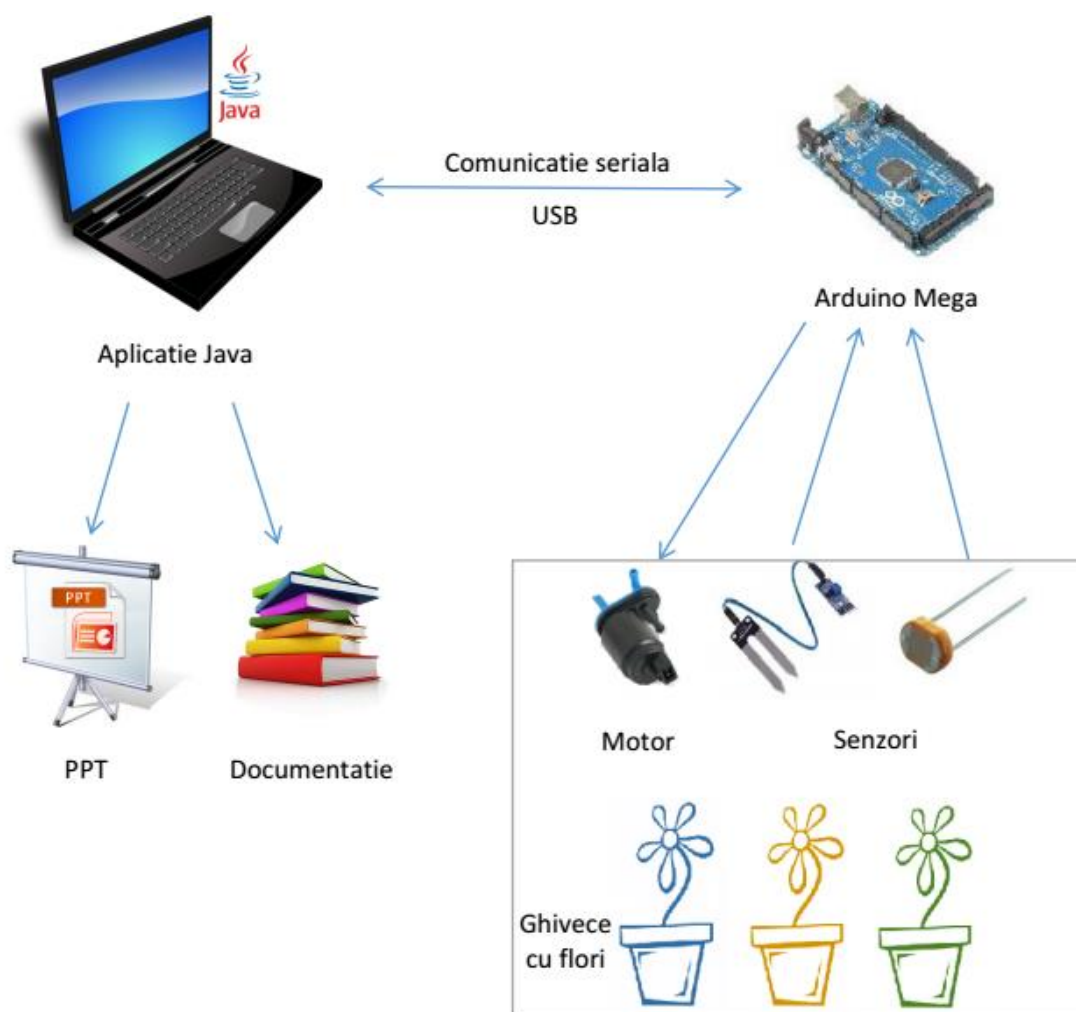 Java
Comunicatie seriala
USB
Arduino Mega
Aplicatie Java
PPT
PPT
Documentatie
Motor
Senzori
Ghivece
cu flori